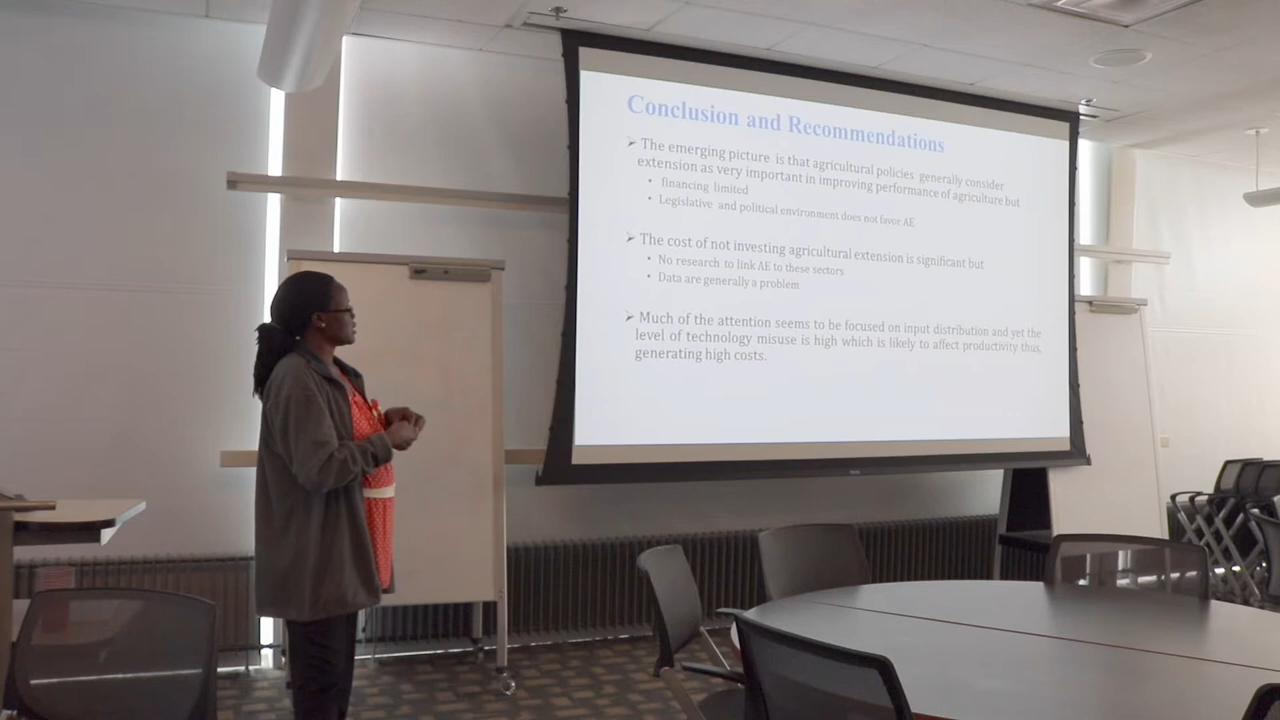 Conclusion and Recommendations
➢ The emerging picture is that agricultural policies generally consider
extension as very important in improving performance of agriculture but
• financing limited
• Legislative and political environment does not favor AE
➢ The cost of not investing agricultural extension is significant but
• No research to link AE to these sectors
• Data are generally a problem
➢ Much of the attention seems to be focused on input distribution and yet the
level of technology misuse is high which is likely to affect productivity thus,
generating high costs.